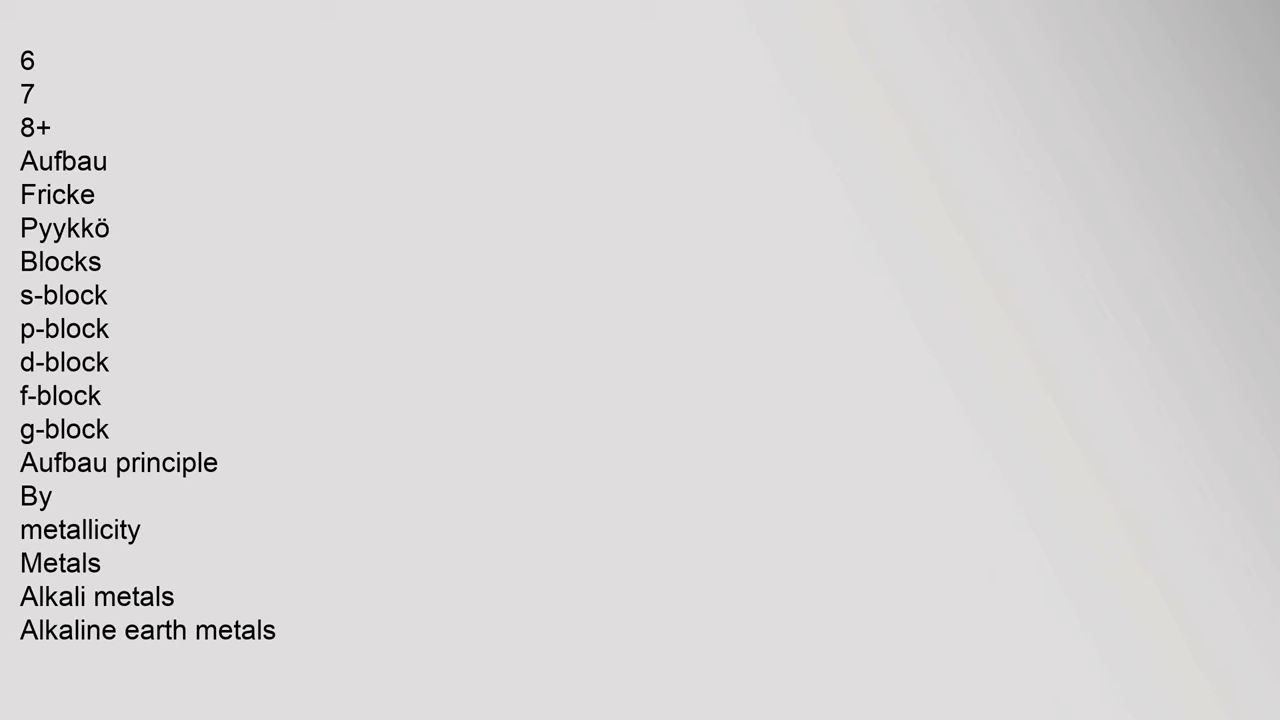 6
7
8+
Aufbau
Fricke
Pyykkö
Blocks
s-block
p-block
d-block
f-block
g-block
Aufbau principle
By
metallicity
Metals
Alkali metals
Alkaline earth metals